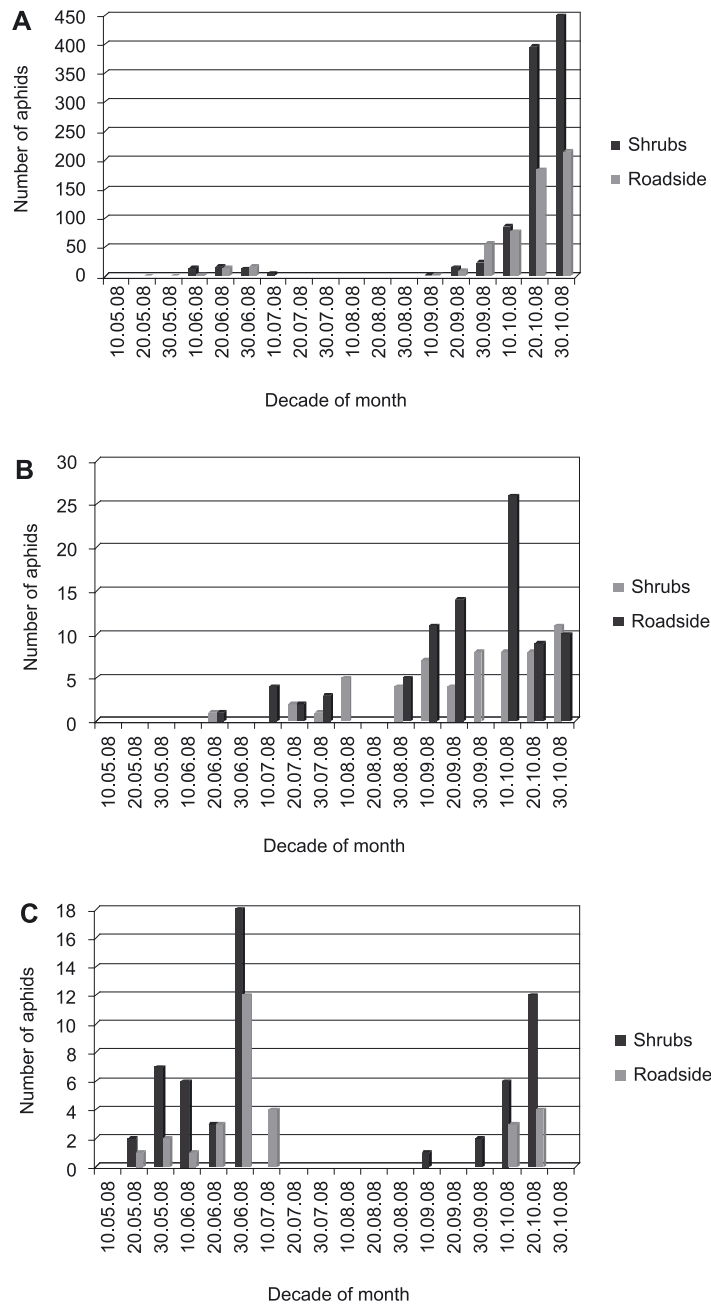 A
Number of aphids
450
400
350
300
250
200
150
100
50
0
10.05.08 20.05.08 30.05.08 10.06.08 20.06.08 30.06.08 10.07.08 20.07.08 30.07.08 10.08.08 20.08.08 30.08.08 10.09.08 20.09.08 30.09.08 10.10.08 20.10.08 30.10.08
Decade of month
Shrubs
Roadside
B
Number of aphids
30
25
20
15
10
5
0
10.05.08 20.05.08 30.05.08 10.06.08 20.06.08 30.06.08 10.07.08 20.07.08 30.07.08 10.08.08 20.08.08 30.08.08 10.09.08 20.09.08 30.09.08 10.10.08 20.10.08 30.10.08
Decade of month
Shrubs
Roadside
C
Number of aphids
18
16
14
12
10
8
6
4
2
0
10.05.08 20.05.08 30.05.08 10.06.08 20.06.08 30.06.08 10.07.08 20.07.08 30.07.08 10.08.08 20.08.08 30.08.08 10.09.08 20.09.08 30.09.08 10.10.08 20.10.08 30.10.08
Decade of month
Shrubs
Roadside